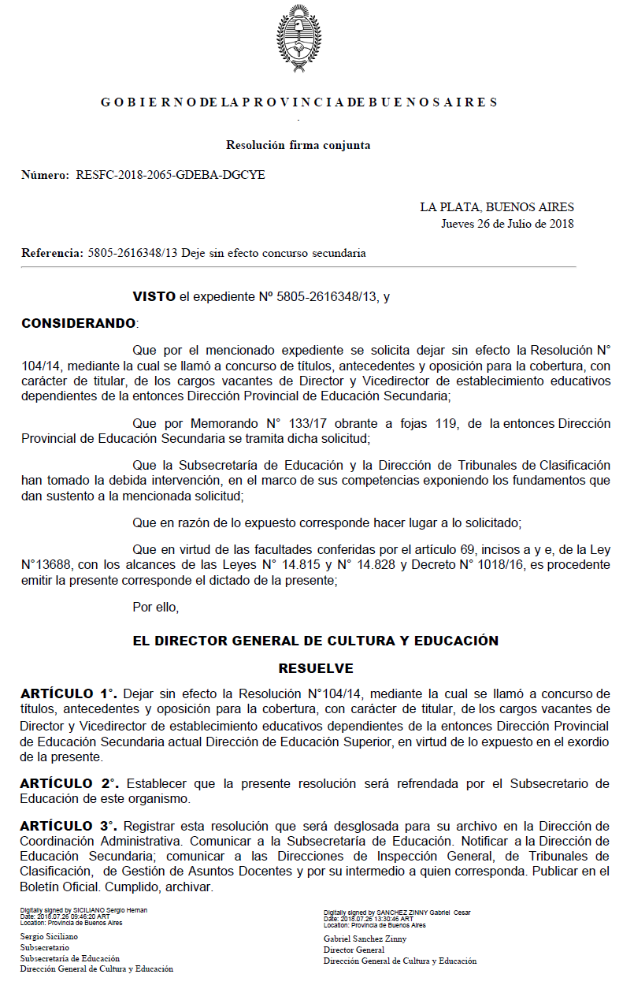 G O B I E R N O DE LA P R O V I N C I A DE B U E N O S A I R E S
.
Resolución firma conjunta
Número: RESFC-2018-2065-GDEBA-DGCYE
LA PLATA, BUENOS AIRES
Jueves 26 de Julio de 2018
Referencia: 5805-2616348/13 Deje sin efecto concurso secundaria
VISTO el expediente Nº 5805-2616348/13, y
CONSIDERANDO:
Que por el mencionado expediente se solicita dejar sin efecto la Resolución N°
104/14, mediante la cual se llamó a concurso de títulos, antecedentes y oposición para la cobertura, con
carácter de titular, de los cargos vacantes de Director y Vicedirector de establecimiento educativos
dependientes de la entonces Dirección Provincial de Educación Secundaria;
Que por Memorando N° 133/17 obrante a fojas 119, de la entonces Dirección
Provincial de Educación Secundaria se tramita dicha solicitud;
Que la Subsecretaría de Educación y la Dirección de Tribunales de Clasificación
han tomado la debida intervención, en el marco de sus competencias exponiendo los fundamentos que
dan sustento a la mencionada solicitud;
Que en razón de lo expuesto corresponde hacer lugar a lo solicitado;
Que en virtud de las facultades conferidas por el artículo 69, incisos a y e, de la Ley
N°13688, con los alcances de las Leyes N° 14.815 y N° 14.828 y Decreto N° 1018/16, es procedente
emitir la presente corresponde el dictado de la presente;
Por ello,
EL DIRECTOR GENERAL DE CULTURA Y EDUCACIÓN
RESUELVE
ARTÍCULO 1°. Dejar sin efecto la Resolución N°104/14, mediante la cual se llamó a concurso de
títulos, antecedentes y oposición para la cobertura, con carácter de titular, de los cargos vacantes de
Director y Vicedirector de establecimiento educativos dependientes de la entonces Dirección Provincial
de Educación Secundaria actual Dirección de Educación Superior, en virtud de lo expuesto en el exordio
de la presente.
ARTÍCULO 2°. Establecer que la presente resolución será refrendada por el Subsecretario de
Educación de este organismo.
ARTÍCULO 3°. Registrar esta resolución que será desglosada para su archivo en la Dirección de
Coordinación Administrativa. Comunicar a la Subsecretaría de Educación. Notificar a la Dirección de
Educación Secundaria; comunicar a las Direcciones de Inspección General, de Tribunales de
Clasificación, de Gestión de Asuntos Docentes y por su intermedio a quien corresponda. Publicar en el
Boletín Oficial. Cumplido, archivar.
Digitally signed by SICILIANO Sergio Hernan
Date: 2018.07.26 09:46:20 ART
Location: Provincia de Buenos Aires
Sergio Siciliano
Subsecretario
Subsecretaría de Educación
Dirección General de Cultura y Educación
Digitally signed by SANCHEZ ZINNY Gabriel Cesar
Date: 2018.07.26 13:30:46 ART
Location: Provincia de Buenos Aires
Gabriel Sanchez Zinny
Director General
Dirección General de Cultura y Educación